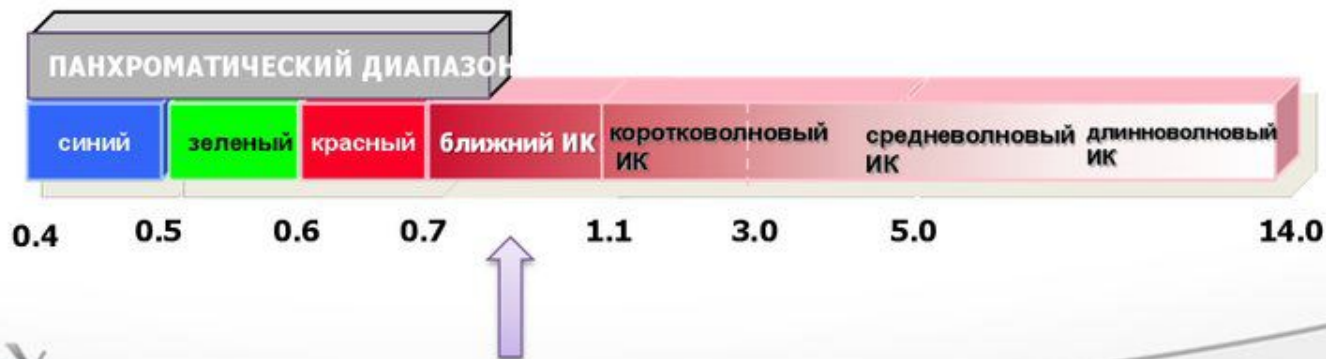 ПАНХРОМАТИЧЕСКИЙ ДИАПАЗОН
синий зеленый красный ближний ИК коротковолновый ИК средневолновый ИК длинноволновый ИК
0.4 0.5 0.6 0.7 1.1 3.0 5.0 14.0